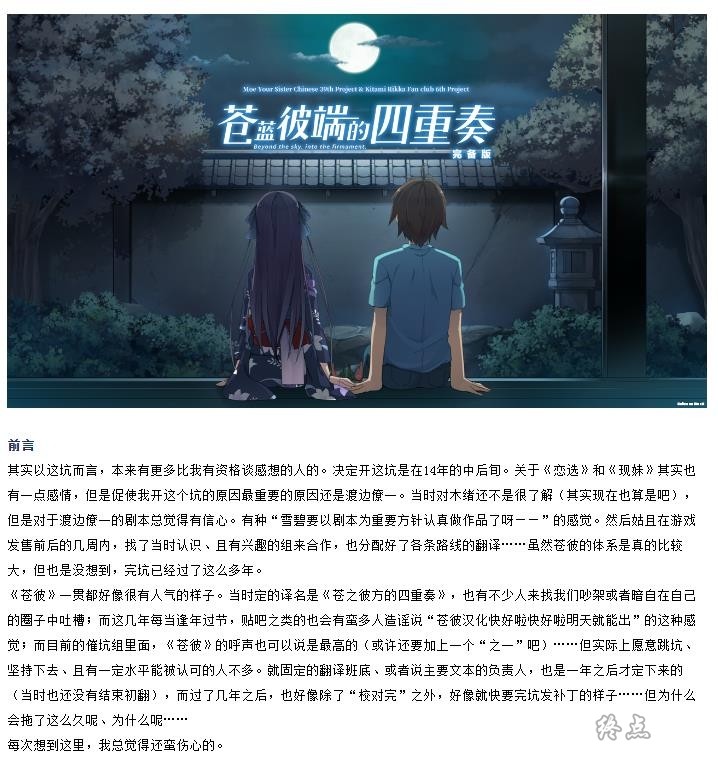 Moe Your Sister Chinese 39th Project & Kitami Rikka Fan club 6th Project
苍蓝彼端的四重奏
Beyond the sky, into the firmament.
完备版
前言
其实以这坑而言，本来有更多比我有资格谈感想的人的。决定开这坑是在14年的中后旬。关于《恋选》和《现妹》其实也
有一点感情，但是促使我开这个坑的原因最重要的原因还是渡边僚一。当时对木绪还不是很了解（其实现在也算是吧），
但是对于渡边僚一的剧本总觉得有信心。有种“雪碧要以剧本为重要方针认真做作品了呀——”的感觉。然后姑且在游戏
发售前后的几周内，找了当时认识、且有兴趣的组来合作，也分配好了各条路线的翻译……虽然苍彼的体系是真的比较
大，但也是没想到，完坑已经过了这么多年。
《苍彼》一贯都好像很有人气的样子。当时定的译名是《苍之彼方的四重奏》，也有不少人来找我们吵架或者暗自在自己
的圈子中吐槽；而这几年每当逢年过节，贴吧之类的也会有蛮多人造谣说“苍彼汉化快好啦快好啦明天就能出”的这种感
觉；而目前的催坑组里面，《苍彼》的呼声也可以说是最高的（或许还要加上一个“之一”吧）……但实际上愿意跳坑、
坚持下去、且有一定水平能被认可的人不多。就固定的翻译班底、或者说主要文本的负责人，也是一年之后才定下来的
（当时也还没有结束初翻），而过了几年之后，也好像除了“校对完”之外，好像就快要完坑发补丁的样子……但为什么
会拖了这么久呢、为什么呢……
每次想到这里，我总觉得还蛮伤心的。
终点